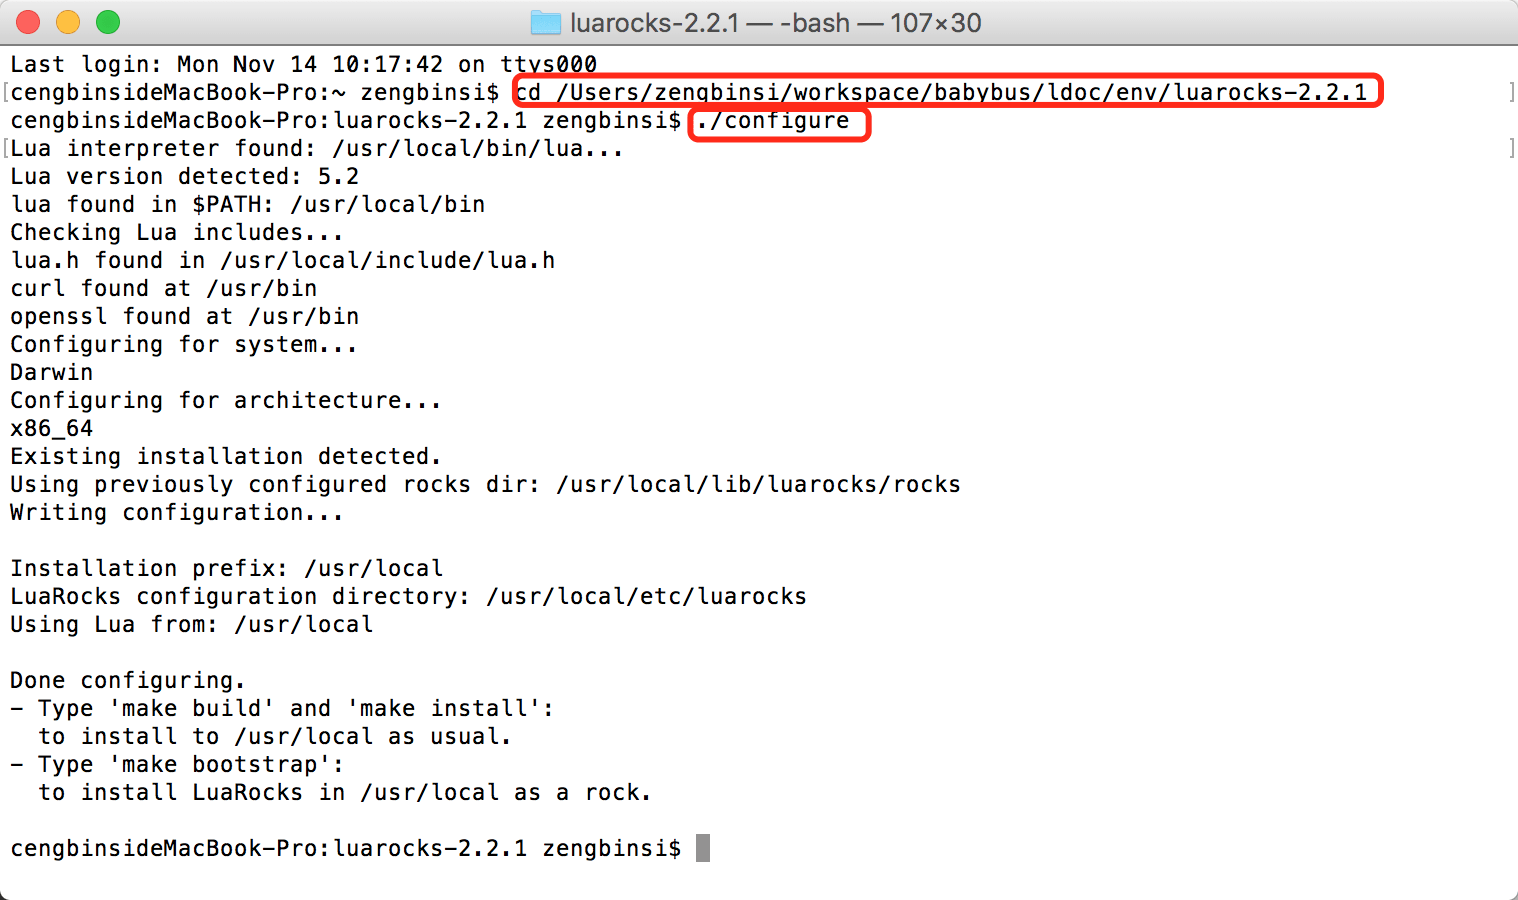 luarocks-2.2.1 — -bash — 107×30
Last login: Mon Nov 14 10:17:42 on ttys000
[cengbinsideMacBook-Pro:~ zengbinsi$ cd /Users/zengbinsi/workspace/babybus/ldoc/env/luarocks-2.2.1 ]
cengbinsideMacBook-Pro:luarocks-2.2.1 zengbinsi$ ./configure
[Lua interpreter found: /usr/local/bin/lua... ]
Lua version detected: 5.2
lua found in $PATH: /usr/local/bin
Checking Lua includes...
lua.h found in /usr/local/include/lua.h
curl found at /usr/bin
openssl found at /usr/bin
Configuring for system...
Darwin
Configuring for architecture...
x86_64
Existing installation detected.
Using previously configured rocks dir: /usr/local/lib/luarocks/rocks
Writing configuration...
Installation prefix: /usr/local
LuaRocks configuration directory: /usr/local/etc/luarocks
Using Lua from: /usr/local
Done configuring.
- Type 'make build' and 'make install':
to install to /usr/local as usual.
- Type 'make bootstrap':
to install LuaRocks in /usr/local as a rock.
cengbinsideMacBook-Pro:luarocks-2.2.1 zengbinsi$